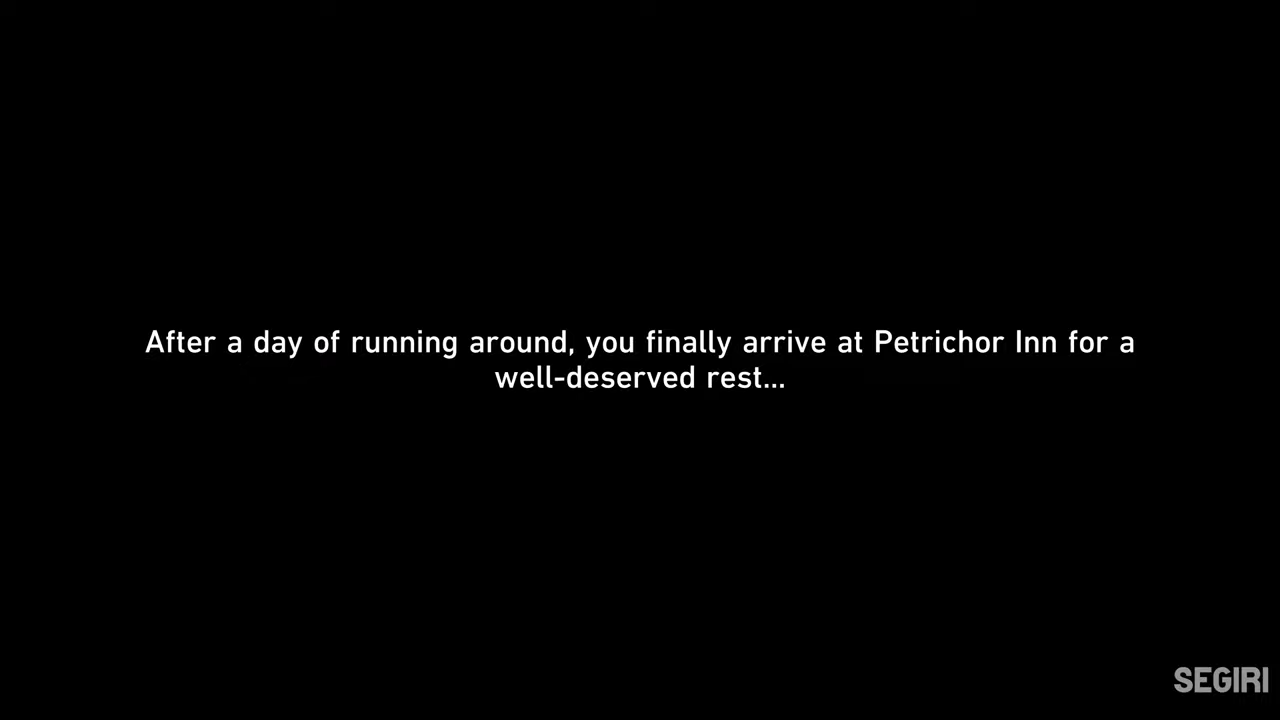 After a day of running around, you finally arrive at Petrichor Inn for a
well-deserved rest...
SEGIRI